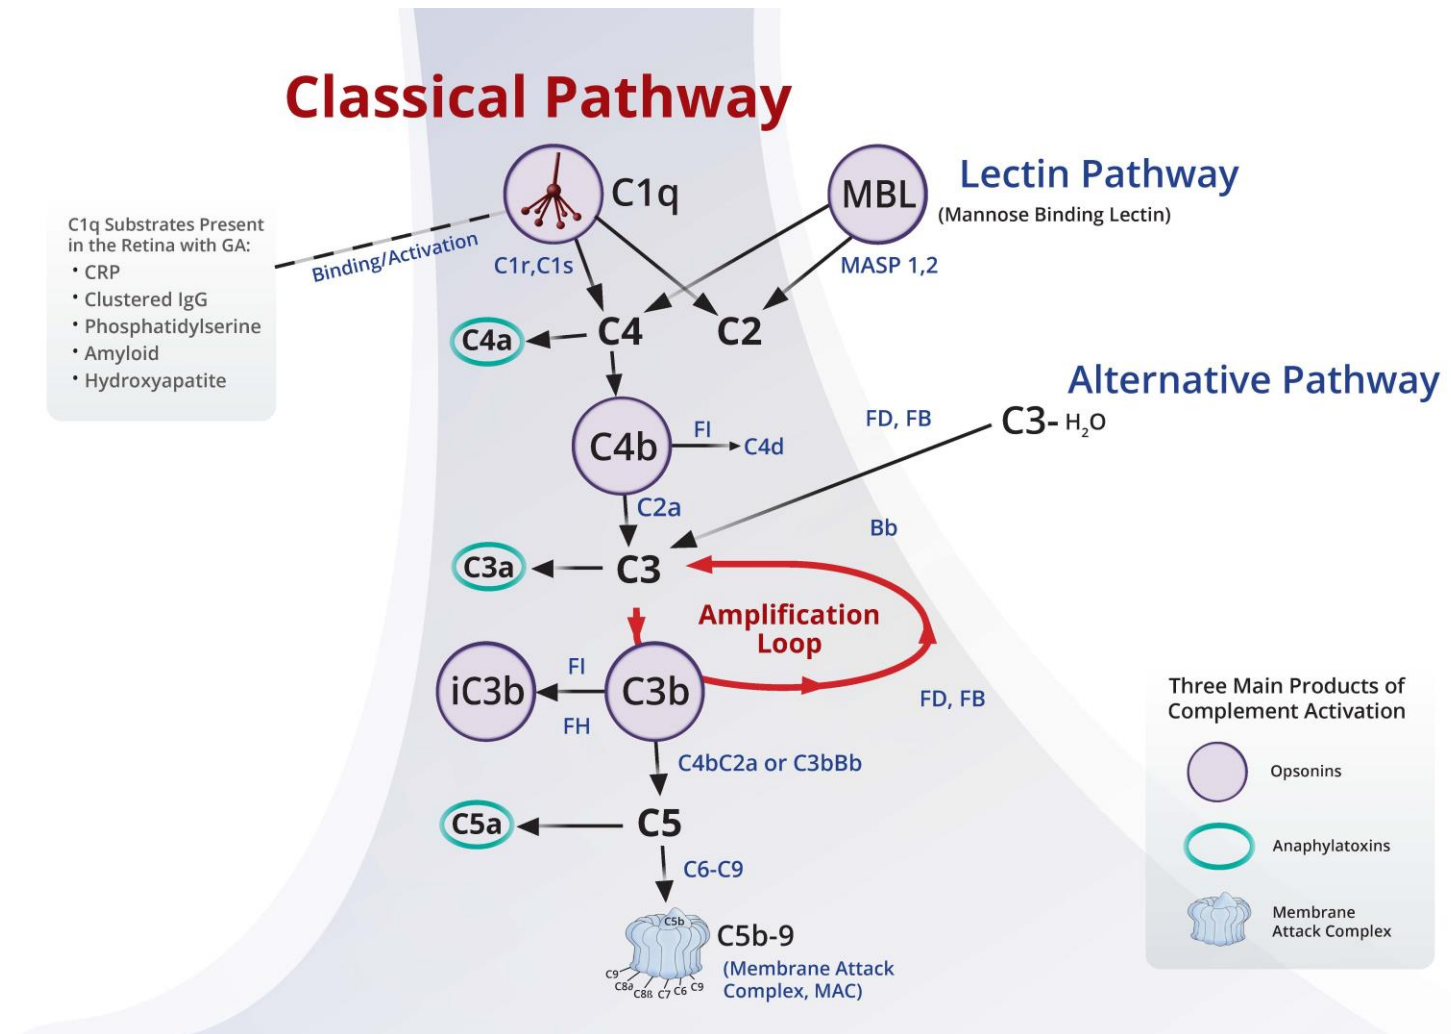 Classical Pathway
C1q
MBL
Lectin Pathway
(Mannose Binding Lectin)
C1q Substrates Present
in the Retina with GA:
• CRP
• Clustered IgG
• Phosphatidylserine
• Amyloid
• Hydroxyapatite
Binding/Activation
C1r,C1s
MASP 1,2
C4a
C4
C2
Alternative Pathway
C3- H₂O
FD, FB
C4b
FI
C4d
C2a
Bb
C3a
C3
Amplification
Loop
iC3b
FI
FH
C3b
FD, FB
C4bC2a or C3bBb
C5a
C5
C6-C9
C5b
C5b-9
(Membrane Attack
Complex, MAC)
C9
C8∂
C8ß
C7
C6
C9
Three Main Products of
Complement Activation
Opsonins
Anaphylatoxins
Membrane
Attack Complex